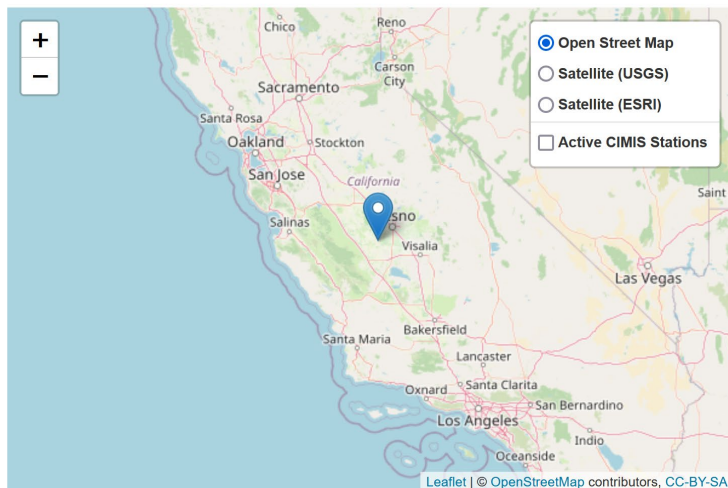 +
−
Chico
Reno
Carson
City
Sacramento
Santa Rosa
Oakland
Stockton
San Jose
California
Salinas
sno
Visalia
Saint
Las Vegas
Bakersfield
Santa Maria
Lancaster
Oxnard
Santa Clarita
San Bernardino
Los Angeles
Indio
Oceanside
Open Street Map
Satellite (USGS)
Satellite (ESRI)
Active CIMIS Stations
Leaflet | © OpenStreetMap contributors, CC-BY-SA